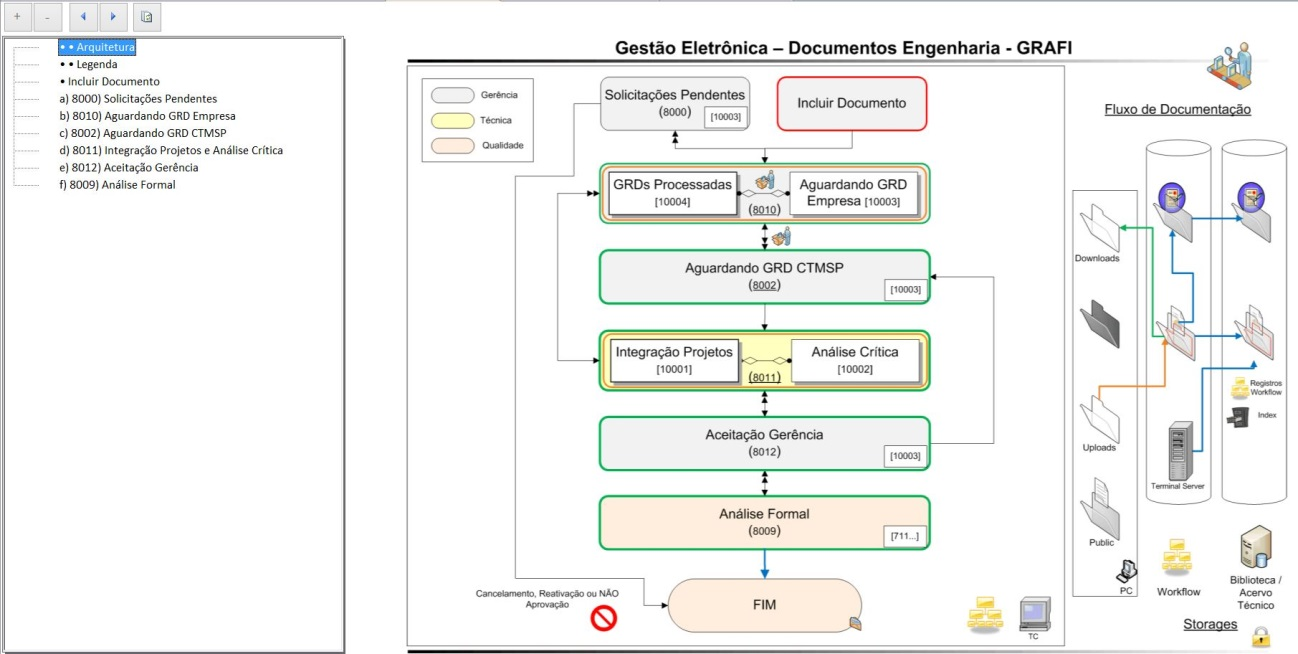 + -
• • Arquitetura
• • Legenda
• Incluir Documento
a) 8000) Solicitações Pendentes
b) 8010) Aguardando GRD Empresa
c) 8002) Aguardando GRD CTMSP
d) 8011) Integração Projetos e Análise Crítica
e) 8012) Aceitação Gerência
f) 8009) Análise Formal
Gestão Eletrônica – Documentos Engenharia - GRAFI
Gerência
Técnica
Qualidade
Solicitações Pendentes
(8000)
[10003]
Incluir Documento
GRDs Processadas
[10004]
(8010)
Aguardando GRD
Empresa [10003]
Aguardando GRD CTMSP
(8002)
[10003]
Integração Projetos
[10001]
(8011)
Análise Crítica
[10002]
Aceitação Gerência
(8012)
[10003]
Análise Formal
(8009)
[711...]
Cancelamento, Reativação ou NÃO
Aprovação
FIM
TC
Fluxo de Documentação
Downloads
Uploads
Public
PC
Terminal Server
Registros
Workflow
Index
Workflow
Biblioteca /
Acervo
Técnico
Storages